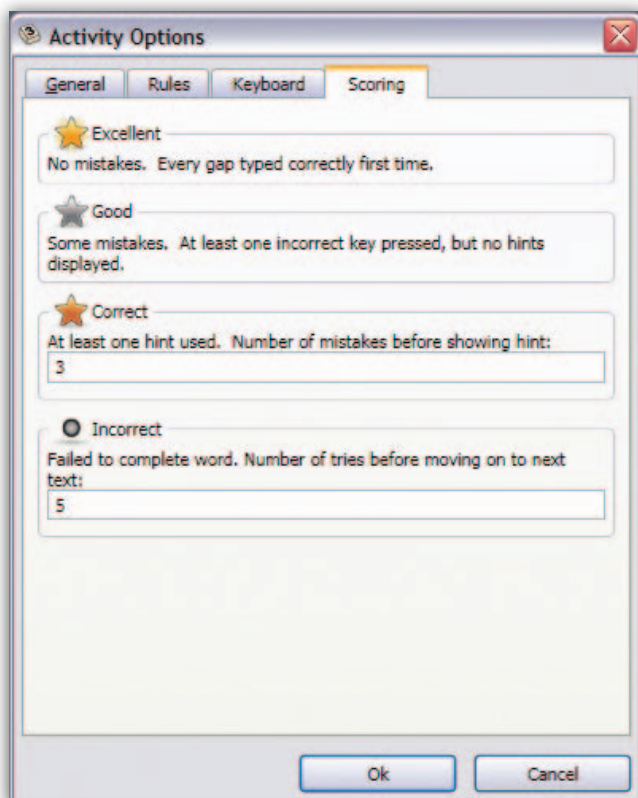 Activity Options
General Rules Keyboard Scoring
Excellent
No mistakes. Every gap typed correctly first time.
Good
Some mistakes. At least one incorrect key pressed, but no hints
displayed.
Correct
At least one hint used. Number of mistakes before showing hint:
3
Incorrect
Failed to complete word. Number of tries before moving on to next
text:
5
Ok Cancel